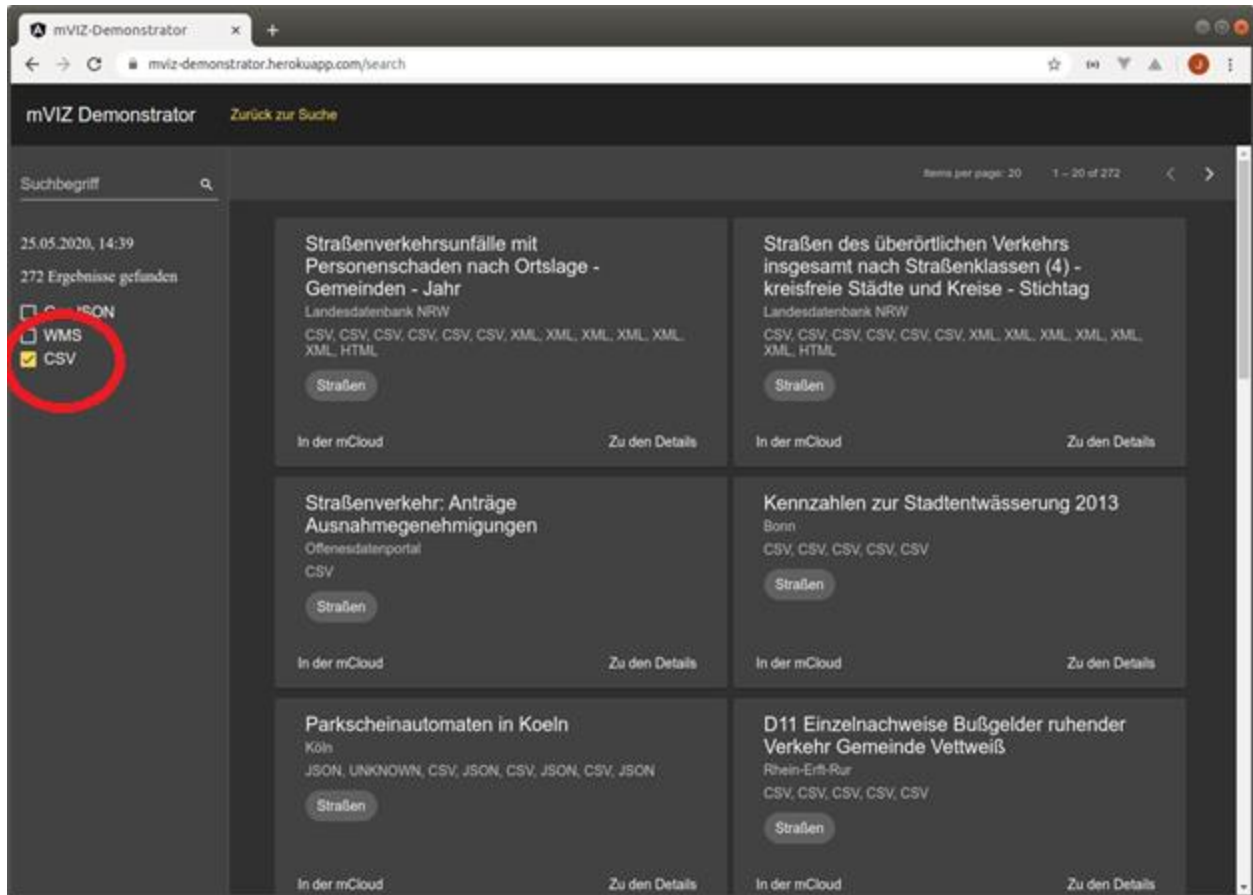 mVIZ-Demonstrator
mviz-demonstrator.herokuapp.com/search
J
mVIZ Demonstrator
Zurück zur Suche
Suchbegriff
Items per page: 20
1 – 20 of 272
25.05.2020, 14:39
272 Ergebnisse gefunden
WMS
CSV
Straßenverkehrsunfälle mit
Personenschaden nach Ortslage -
Gemeinden - Jahr
Landesdatenbank NRW
CSV, CSV, CSV, CSV, CSV, CSV, XML, XML, XML, XML, XML,
XML, HTML
Straßen
In der mCloud
Zu den Details
Straßen des überörtlichen Verkehrs
insgesamt nach Straßenklassen (4) -
kreisfreie Städte und Kreise - Stichtag
Landesdatenbank NRW
CSV, CSV, CSV, CSV, CSV, CSV, XML, XML, XML, XML, XML,
XML, HTML
Straßen
In der mCloud
Zu den Details
Straßenverkehr: Anträge
Ausnahmegenehmigungen
Offenesdatenportal
CSV
Straßen
In der mCloud
Zu den Details
Kennzahlen zur Stadtentwässerung 2013
Bonn
CSV, CSV, CSV, CSV, CSV
Straßen
In der mCloud
Zu den Details
Parkscheinautomaten in Koeln
Köln
JSON, UNKNOWN, CSV, JSON, CSV, JSON, CSV, JSON
Straßen
In der mCloud
Zu den Details
D11 Einzelnachweise Bußgelder ruhender
Verkehr Gemeinde Vettweiß
Rhein-Erft-Rur
CSV, CSV, CSV, CSV, CSV
Straßen
In der mCloud
Zu den Details